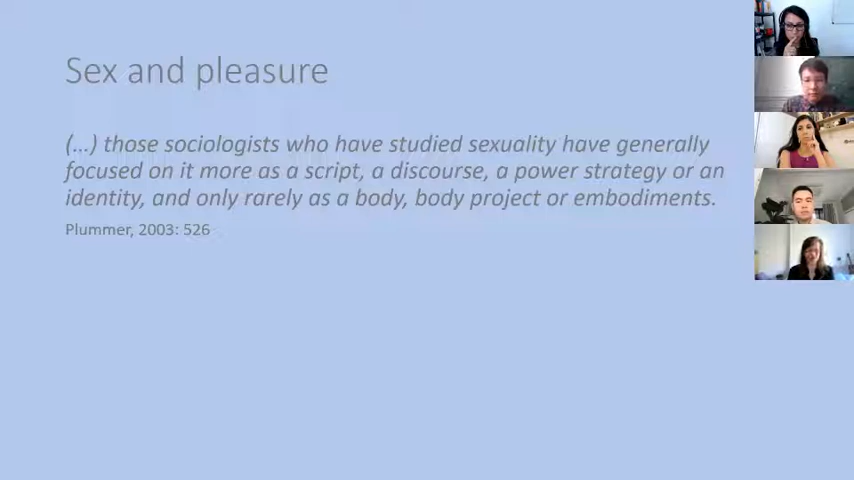 Sex and pleasure
(...) those sociologists who have studied sexuality have generally
focused on it more as a script, a discourse, a power strategy or an
identity, and only rarely as a body, body project or embodiments.
Plummer, 2003: 526